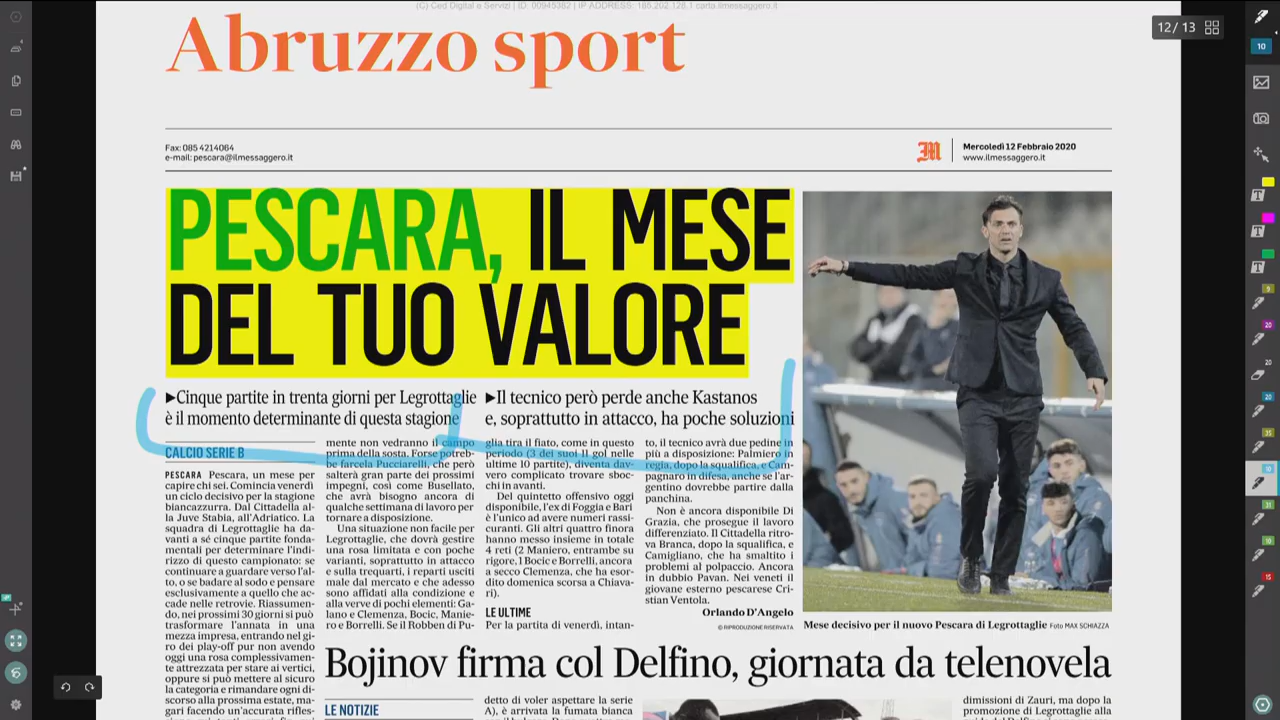 (C) Ced Digital e Servizi | ID: 00945382 | IP ADDRESS: 185.202.128.1 carta.ilmessaggero.it
12/ 13
Abruzzo sport
Fax: 085 4214064
e-mail: pescara@ilmessaggero.it
M
Mercoledì 12 Febbraio 2020
www.ilmessaggero.it
PESCARA, IL MESE
DEL TUO VALORE
►Cinque partite in trenta giorni per Legrottaglie
è il momento determinante di questa stagione
►Il tecnico però perde anche Kastanos
e, soprattutto in attacco, ha poche soluzioni
CALCIO SERIE B
PESCARA Pescara, un mese per
capire chi sei. Comincia venerdì
un ciclo decisivo per la stagione
biancazzurra. Dal Cittadella al-
la Juve Stabia, all'Adriatico. La
squadra di Legrottaglie ha da-
vanti a sé cinque partite fonda-
mentali per determinare l'indi-
rizzo di questo campionato: se
continuare a guardare verso l'al-
to, o se badare al sodo e pensare
esclusivamente a quello che ac-
cade nelle retrovie. Riassumen-
do, nei prossimi 30 giorni si può
trasformare l'annata in una
mezza impresa, entrando nel gi-
ro dei play-off pur non avendo
oggi una rosa complessivamen-
te attrezzata per stare ai vertici,
oppure si può mettere al sicuro
la categoria e rimandare ogni di-
scorso alla prossima estate, ma-
gari facendo un'accurata rifles-
mente non vedranno il campo
prima della sosta. Forse potreb-
be farcela Pucciarelli, che però
salterà gran parte dei prossimi
impegni, così come Busellato,
che avrà bisogno ancora di
qualche settimana di lavoro per
tornare a disposizione.
Una situazione non facile per
Legrottaglie, che dovrà gestire
una rosa limitata e con poche
varianti, soprattutto in attacco
e sulla trequarti, i reparti usciti
male dal mercato e che adesso
sono affidati alla condizione e
alla verve di pochi elementi: Ga-
lano e Clemenza, Bocic, Manie-
ro e Borrelli. Se il Robben di Pu-
glia tira il fiato, come in questo
periodo (3 dei suoi 11 gol nelle
ultime 10 partite), diventa dav-
vero complicato trovare sboc-
chi in avanti.
Del quintetto offensivo oggi
disponibile, l'ex di Foggia e Bari
è l'unico ad avere numeri rassi-
curanti. Gli altri quattro finora
hanno messo insieme in totale
4 reti (2 Maniero, entrambe su
rigore, 1 Bocic e Borrelli, ancora
a secco Clemenza, che ha esor-
dito domenica scorsa a Chiava-
ri).
LE ULTIME
Per la partita di venerdì, intan-
to, il tecnico avrà due pedine in
più a disposizione: Palmiero in
regia, dopo la squalifica, e Cam-
pagnaro in difesa, anche se l'ar-
gentino dovrebbe partire dalla
panchina.
Non è ancora disponibile Di
Grazia, che prosegue il lavoro
differenziato. Il Cittadella ritro-
va Branca, dopo la squalifica, e
Camigliano, che ha smaltito i
problemi al polpaccio. Ancora
in dubbio Pavan. Nei veneti il
giovane esterno pescarese Cri-
stian Ventola.
Orlando D'Angelo
© RIPRODUZIONE RISERVATA
Mese decisivo per il nuovo Pescara di Legrottaglie Foto MAX SCHIAZZA
Bojinov firma col Delfino, giornata da telenovela
LE NOTIZIE
detto di voler aspettare la serie
A), è arrivata la fumata bianca
dimissioni di Zauri, ma dopo la
promozione di Legrottaglie alla